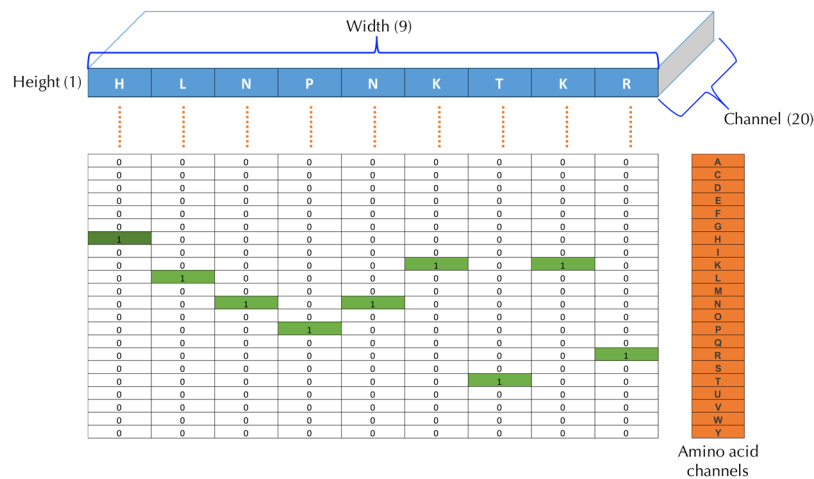 Width (9)
Height (1)
H L N P N K T K R
Channel (20)
0 0 0 0 0 0 0 0 0 A
0 0 0 0 0 0 0 0 0 C
0 0 0 0 0 0 0 0 0 D
0 0 0 0 0 0 0 0 0 E
0 0 0 0 0 0 0 0 0 F
0 0 0 0 0 0 0 0 0 G
1 0 0 0 0 0 0 0 0 H
0 0 0 0 0 0 0 0 0 I
0 0 0 0 0 1 0 1 0 K
0 1 0 0 0 0 0 0 0 L
0 0 0 0 0 0 0 0 0 M
0 0 1 0 1 0 0 0 0 N
0 0 0 0 0 0 0 0 0 O
0 0 0 1 0 0 0 0 0 P
0 0 0 0 0 0 0 0 0 Q
0 0 0 0 0 0 0 0 1 R
0 0 0 0 0 0 0 0 0 S
0 0 0 0 0 0 1 0 0 T
0 0 0 0 0 0 0 0 0 U
0 0 0 0 0 0 0 0 0 V
0 0 0 0 0 0 0 0 0 W
0 0 0 0 0 0 0 0 0 Y
Amino acid
channels